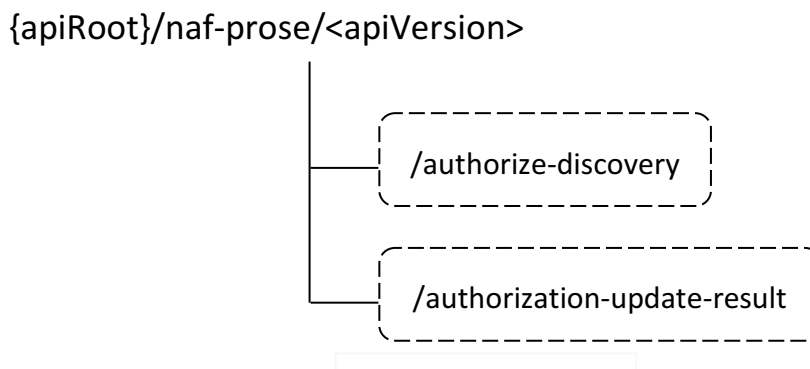 {apiRoot}/naf-prose/<apiVersion>
/authorize-discovery
/authorization-update-result